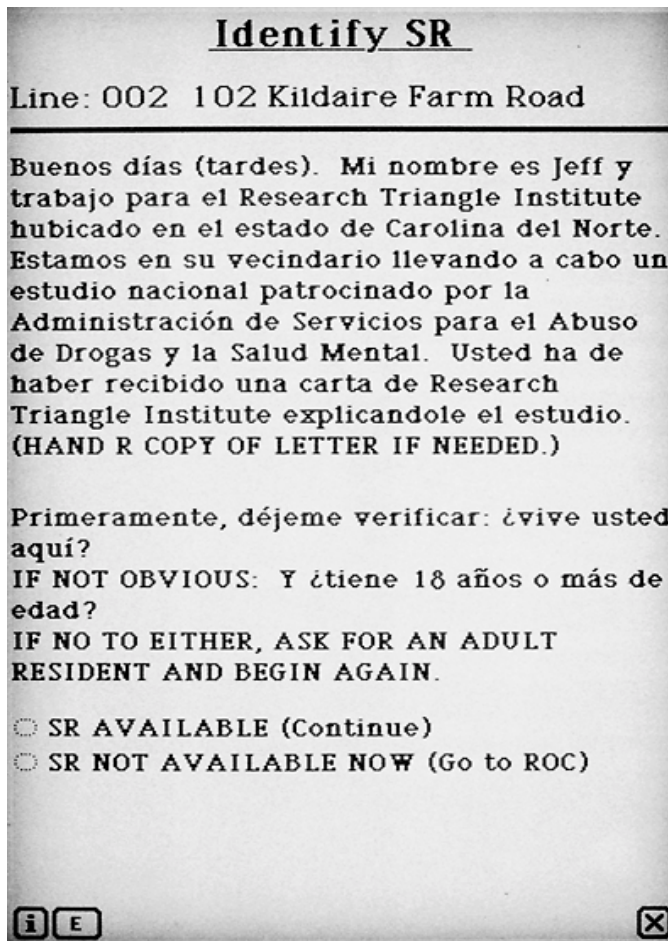 Identify SR
Line: 002 102 Kildaire Farm Road
Buenos días (tardes). Mi nombre es Jeff y
trabajo para el Research Triangle Institute
hubicado en el estado de Carolina del Norte.
Estamos en su vecindario llevando a cabo un
estudio nacional patrocinado por la
Administración de Servicios para el Abuso
de Drogas y la Salud Mental. Usted ha de
haber recibido una carta de Research
Triangle Institute explicandole el estudio.
(HAND R COPY OF LETTER IF NEEDED.)
Primeramente, déjeme verificar: ¿vive usted
aquí?
IF NOT OBVIOUS: Y ¿tiene 18 años o más de
edad?
IF NO TO EITHER, ASK FOR AN ADULT
RESIDENT AND BEGIN AGAIN.
SR AVAILABLE (Continue)
SR NOT AVAILABLE NOW (Go to ROC)
i E X